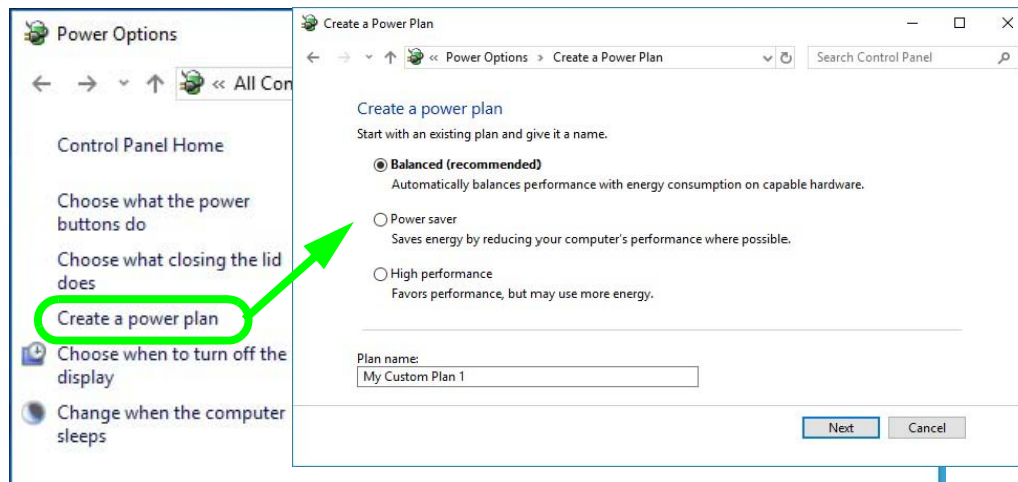 Power Options
« All Con
Control Panel Home
Choose what the power
buttons do
Choose what closing the lid
does
Create a power plan
Choose when to turn off the
display
Change when the computer
sleeps
Create a Power Plan
« Power Options > Create a Power Plan
Search Control Panel
Create a power plan
Start with an existing plan and give it a name.
Balanced (recommended)
Automatically balances performance with energy consumption on capable hardware.
Power saver
Saves energy by reducing your computer's performance where possible.
High performance
Favors performance, but may use more energy.
Plan name:
My Custom Plan 1
Next
Cancel